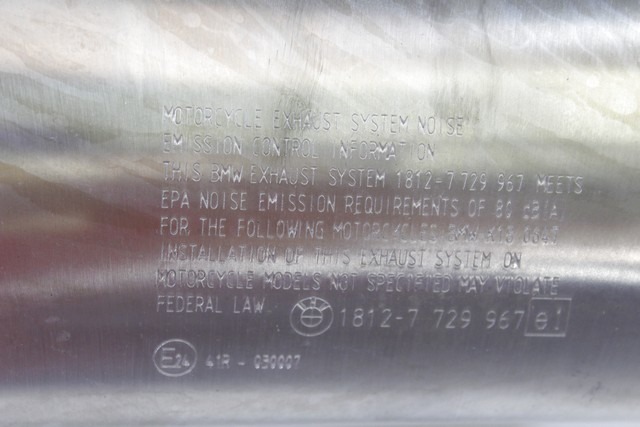 MOTORCYCLE EXHAUST SYSTEM NOISE
EMISSION CONTROL INFORMATION
THIS BMW EXHAUST SYSTEM 1812-7 729 967 MEETS
EPA NOISE EMISSION REQUIREMENTS OF 80 dB(A)
FOR THE FOLLOWING MOTORCYCLES BMW
INSTALLATION OF THIS EXHAUST SYSTEM ON
MOTORCYCLE MODELS NOT SPECIFIED MAY VIOLATE
FEDERAL LAW 1812-7 729 967 e1
E24 41R - 030007